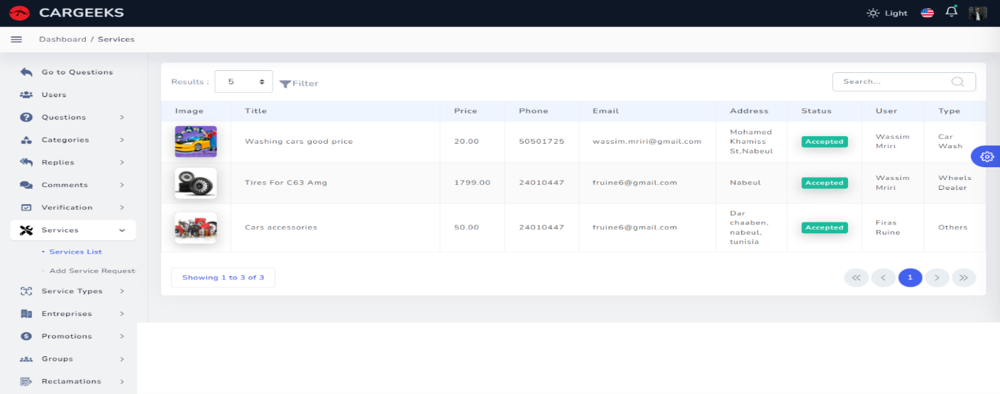 CARGEEKS
Light
Dashboard / Services
Go to Questions
Users
Questions
Categories
Replies
Comments
Verification
Services
Services List
Add Service Request
Service Types
Entreprises
Promotions
Groups
Reclamations
Results : 5 Filter Search...
Image Title Price Phone Email Address Status User Type
Washing cars good price 20.00 50501725 wassim.mriri@gmail.com Mohamed Khamiss St,Nabeul Accepted Wassim Mriri Car Wash
Tires For C63 Amg 1799.00 24010447 fruine6@gmail.com Nabeul Accepted Wassim Mriri Wheels Dealer
Cars accessories 50.00 24010447 fruine6@gmail.com Dar chaaben, nabeul, tunisia Accepted Firas Ruine Others
Showing 1 to 3 of 3
1